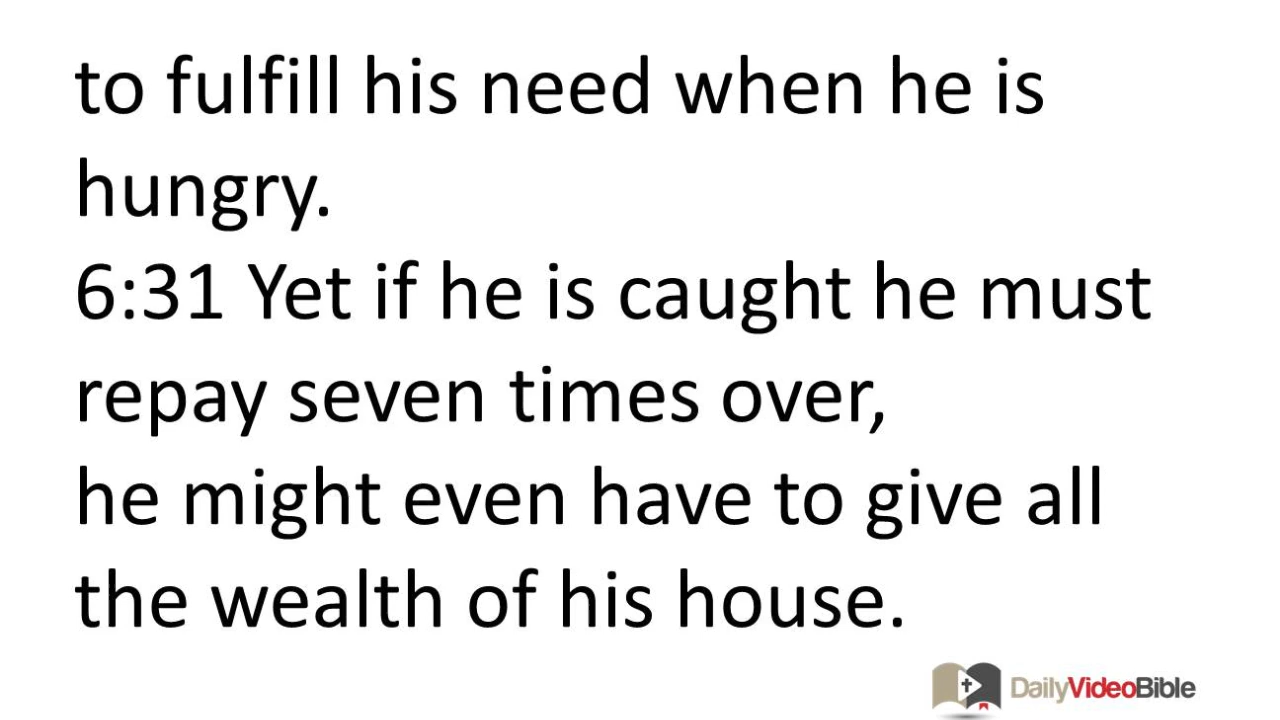 to fulfill his need when he is
hungry.
6:31 Yet if he is caught he must
repay seven times over,
he might even have to give all
the wealth of his house.
DailyVideoBible